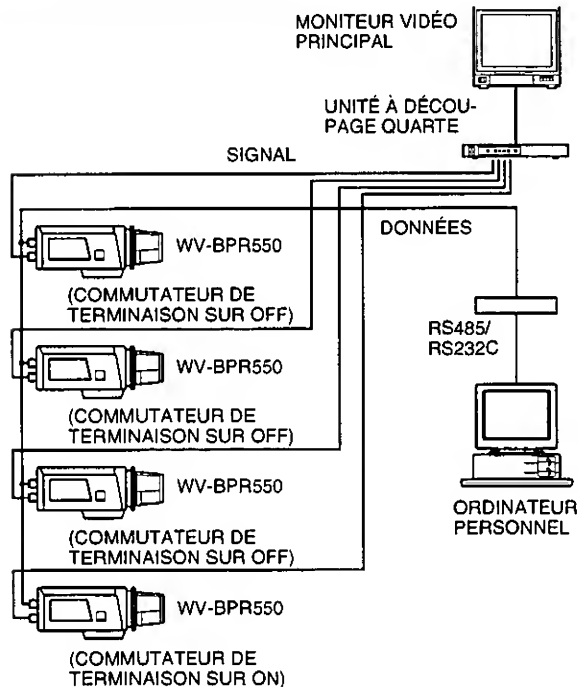 MONITEUR VIDÉO
PRINCIPAL
UNITÉ À DÉCOU-
PAGE QUARTE
SIGNAL
DONNÉES
WV-BPR550
(COMMUTATEUR DE
TERMINAISON SUR OFF)
RS485/
RS232C
WV-BPR550
(COMMUTATEUR DE
TERMINAISON SUR OFF)
WV-BPR550
(COMMUTATEUR DE
TERMINAISON SUR OFF)
ORDINATEUR
PERSONNEL
WV-BPR550
(COMMUTATEUR DE
TERMINAISON SUR ON)